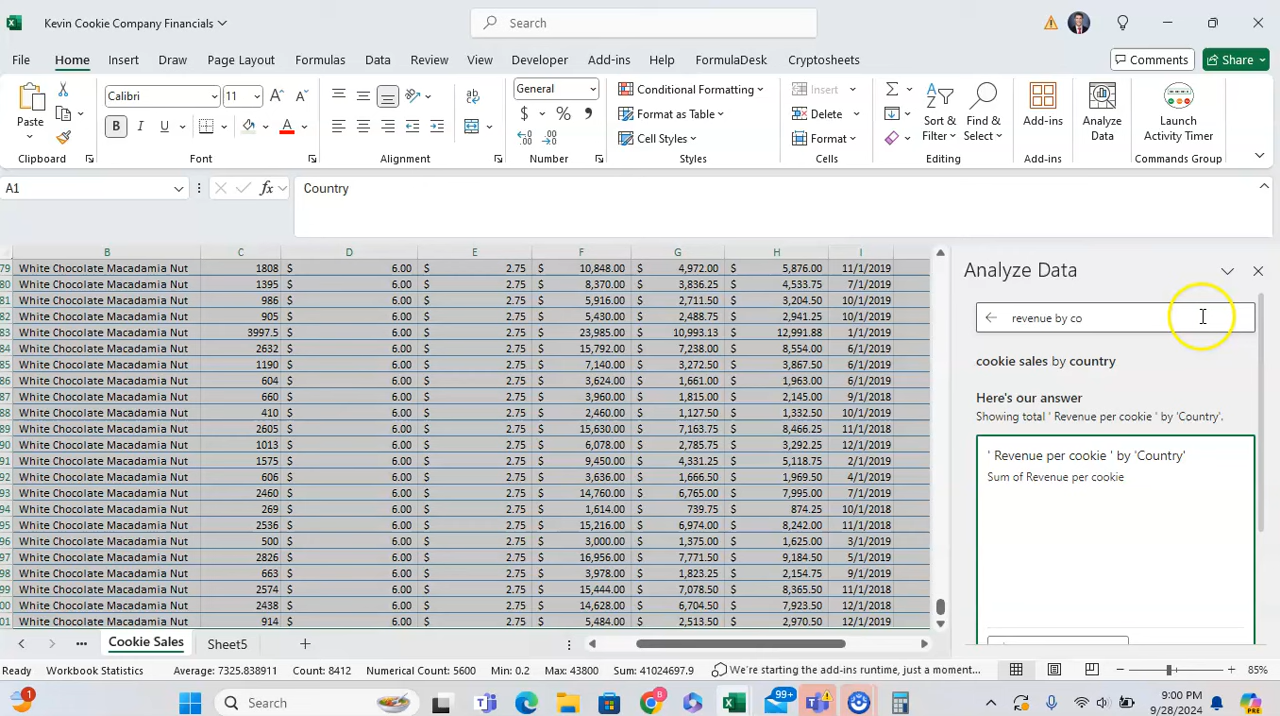 Kevin Cookie Company Financials
Search
File Home Insert Draw Page Layout Formulas Data Review View Developer Add-ins Help FormulaDesk Cryptosheets
Comments Share
Paste
Calibri 11
General
Conditional Formatting
Format as Table
Cell Styles
Insert
Delete
Format
Sort & Filter
Find & Select
Add-ins
Analyze Data
Launch Activity Timer
Clipboard Font Alignment Number Styles Cells Editing Add-ins Commands Group
A1 fx Country
B C D E F G H I
79 White Chocolate Macadamia Nut 1808 $ 6.00 $ 2.75 $ 10,848.00 $ 4,972.00 $ 5,876.00 11/1/2019
80 White Chocolate Macadamia Nut 1395 $ 6.00 $ 2.75 $ 8,370.00 $ 3,836.25 $ 4,533.75 7/1/2019
81 White Chocolate Macadamia Nut 986 $ 6.00 $ 2.75 $ 5,916.00 $ 2,711.50 $ 3,204.50 10/1/2019
82 White Chocolate Macadamia Nut 905 $ 6.00 $ 2.75 $ 5,430.00 $ 2,488.75 $ 2,941.25 10/1/2019
83 White Chocolate Macadamia Nut 3997.5 $ 6.00 $ 2.75 $ 23,985.00 $ 10,993.13 $ 12,991.88 1/1/2019
84 White Chocolate Macadamia Nut 2632 $ 6.00 $ 2.75 $ 15,792.00 $ 7,238.00 $ 8,554.00 6/1/2019
85 White Chocolate Macadamia Nut 1190 $ 6.00 $ 2.75 $ 7,140.00 $ 3,272.50 $ 3,867.50 6/1/2019
86 White Chocolate Macadamia Nut 604 $ 6.00 $ 2.75 $ 3,624.00 $ 1,661.00 $ 1,963.00 6/1/2019
87 White Chocolate Macadamia Nut 660 $ 6.00 $ 2.75 $ 3,960.00 $ 1,815.00 $ 2,145.00 9/1/2018
88 White Chocolate Macadamia Nut 410 $ 6.00 $ 2.75 $ 2,460.00 $ 1,127.50 $ 1,332.50 10/1/2019
89 White Chocolate Macadamia Nut 2605 $ 6.00 $ 2.75 $ 15,630.00 $ 7,163.75 $ 8,466.25 11/1/2018
90 White Chocolate Macadamia Nut 1013 $ 6.00 $ 2.75 $ 6,078.00 $ 2,785.75 $ 3,292.25 12/1/2019
91 White Chocolate Macadamia Nut 1575 $ 6.00 $ 2.75 $ 9,450.00 $ 4,331.25 $ 5,118.75 2/1/2019
92 White Chocolate Macadamia Nut 606 $ 6.00 $ 2.75 $ 3,636.00 $ 1,666.50 $ 1,969.50 4/1/2019
93 White Chocolate Macadamia Nut 2460 $ 6.00 $ 2.75 $ 14,760.00 $ 6,765.00 $ 7,995.00 7/1/2019
94 White Chocolate Macadamia Nut 269 $ 6.00 $ 2.75 $ 1,614.00 $ 739.75 $ 874.25 10/1/2018
95 White Chocolate Macadamia Nut 2536 $ 6.00 $ 2.75 $ 15,216.00 $ 6,974.00 $ 8,242.00 11/1/2019
96 White Chocolate Macadamia Nut 500 $ 6.00 $ 2.75 $ 3,000.00 $ 1,375.00 $ 1,625.00 3/1/2019
97 White Chocolate Macadamia Nut 2826 $ 6.00 $ 2.75 $ 16,956.00 $ 7,771.50 $ 9,184.50 5/1/2019
98 White Chocolate Macadamia Nut 663 $ 6.00 $ 2.75 $ 3,978.00 $ 1,823.25 $ 2,154.75 9/1/2019
99 White Chocolate Macadamia Nut 2574 $ 6.00 $ 2.75 $ 15,444.00 $ 7,078.50 $ 8,365.50 11/1/2018
00 White Chocolate Macadamia Nut 2438 $ 6.00 $ 2.75 $ 14,628.00 $ 6,704.50 $ 7,923.50 12/1/2018
01 White Chocolate Macadamia Nut 914 $ 6.00 $ 2.75 $ 5,484.00 $ 2,513.50 $ 2,970.50 12/1/2019
Analyze Data
revenue by co
cookie sales by country
Here's our answer
Showing total ' Revenue per cookie ' by 'Country'.
' Revenue per cookie ' by 'Country'
Sum of Revenue per cookie
Cookie Sales Sheet5
Ready Workbook Statistics Average: 7325.838911 Count: 8412 Numerical Count: 5600 Min: 0.2 Max: 43800 Sum: 41024697.9 We're starting the add-ins runtime, just a moment... 85%
1 Search 99+ 9:00 PM
9/28/2024